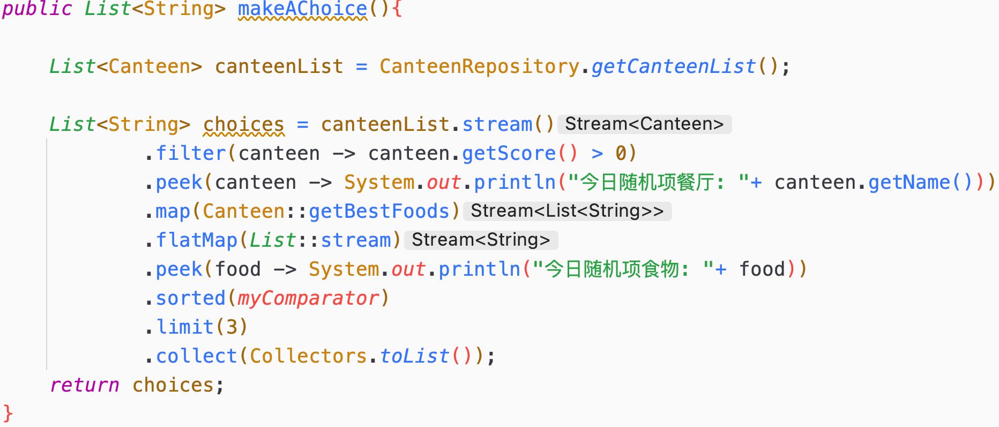 public List<String> makeAChoice(){
List<Canteen> canteenList = CanteenRepository.getCanteenList();
List<String> choices = canteenList.stream() Stream<Canteen>
.filter(canteen -> canteen.getScore() > 0)
.peek(canteen -> System.out.println("今日随机项餐厅: "+ canteen.getName()))
.map(Canteen::getBestFoods) Stream<List<String>>
.flatMap(List::stream) Stream<String>
.peek(food -> System.out.println("今日随机项食物: "+ food))
.sorted(myComparator)
.limit(3)
.collect(Collectors.toList());
return choices;
}